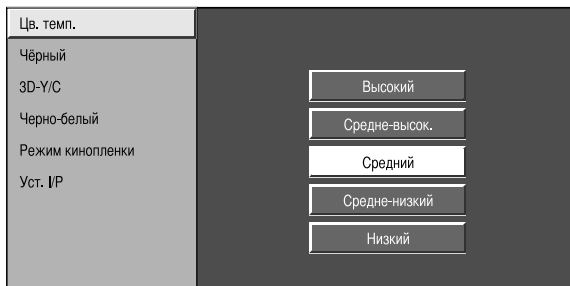 Цв. темп.
Чёрный
3D-Y/C
Черно-белый
Режим кинопленки
Уст. I/P
Высокий
Средне-высок.
Средний
Средне-низкий
Низкий